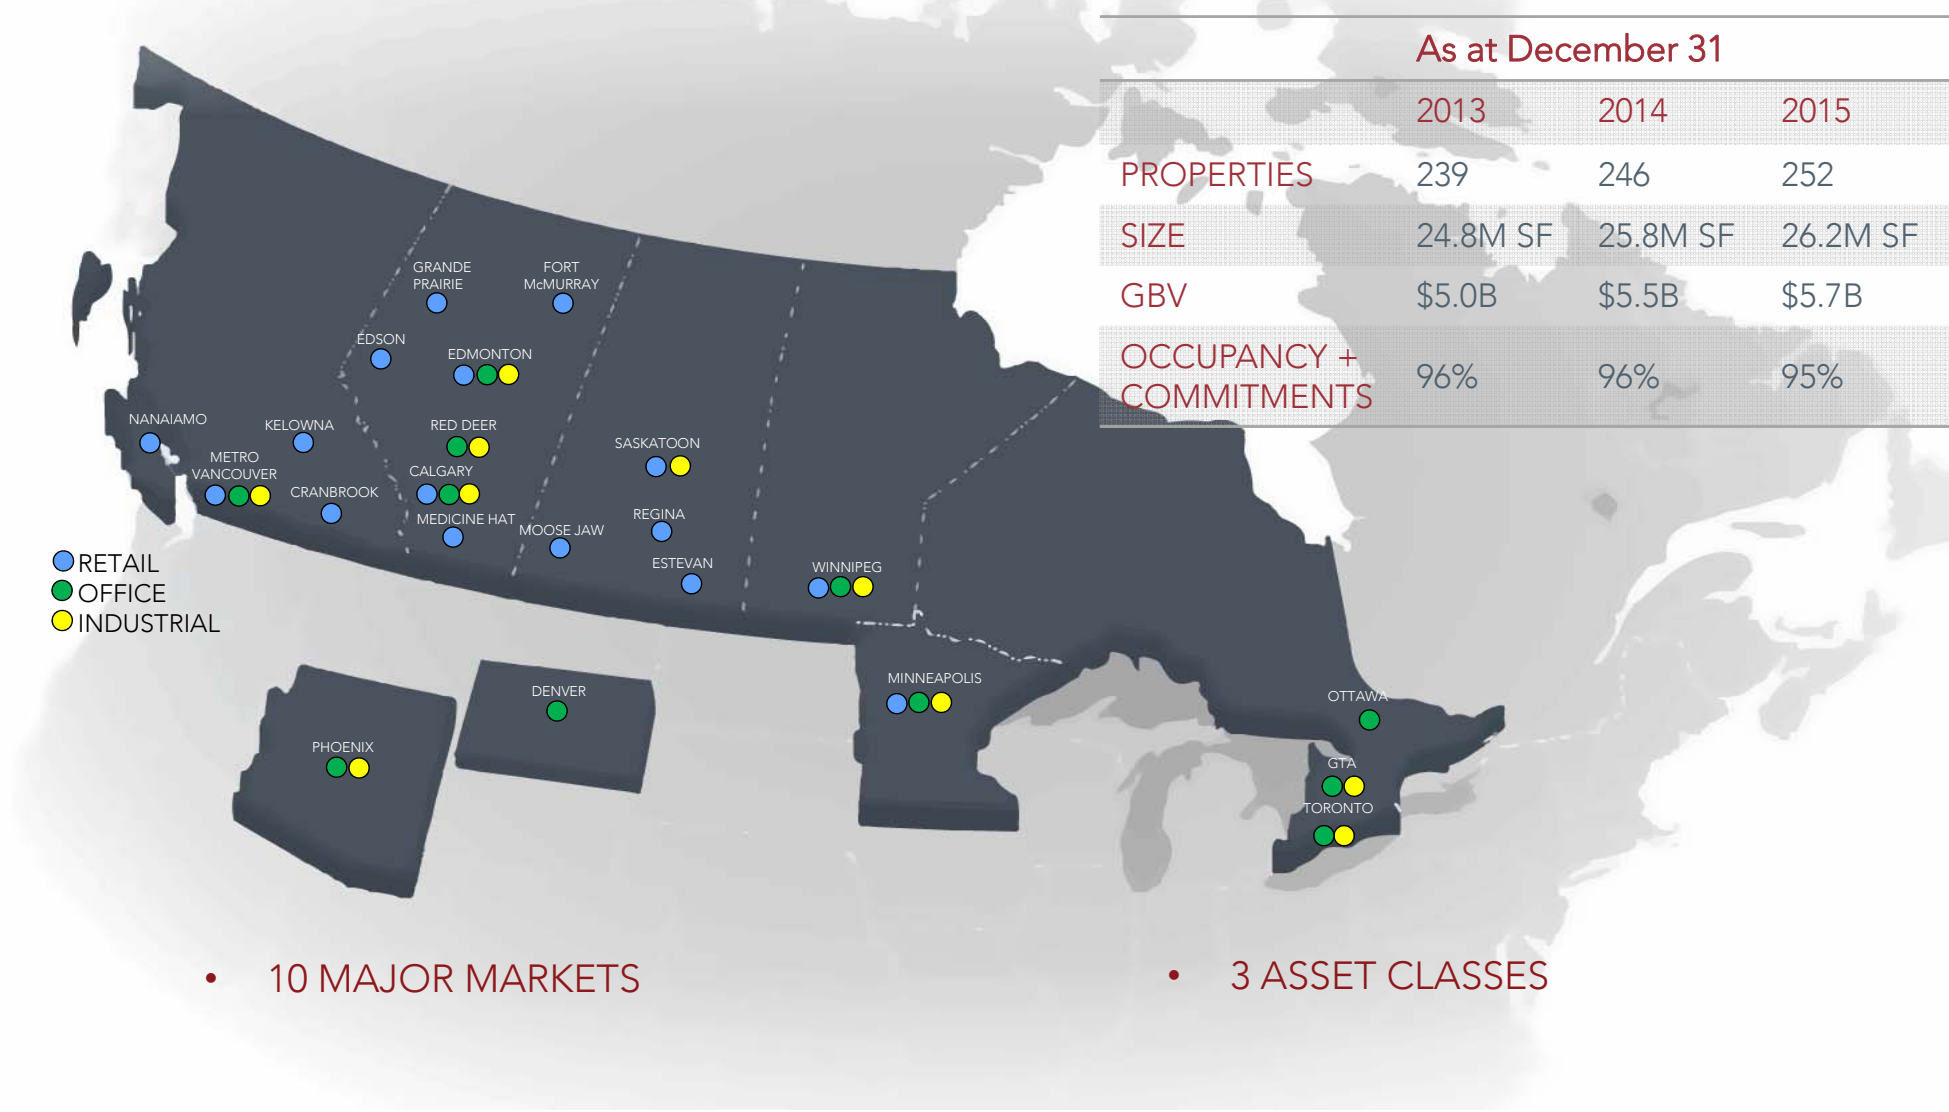 As at December 31
2013 2014 2015
PROPERTIES 239 246 252
SIZE 24.8M SF 25.8M SF 26.2M SF
GBV $5.0B $5.5B $5.7B
OCCUPANCY +
COMMITMENTS 96% 96% 95%
GRANDE
PRAIRIE
FORT
McMURRAY
EDSON
EDMONTON
NANAIAMO
KELOWNA
RED DEER
SASKATOON
METRO
VANCOUVER
CALGARY
CRANBROOK
MEDICINE HAT
MOOSE JAW
REGINA
ESTEVAN
WINNIPEG
RETAIL
OFFICE
INDUSTRIAL
DENVER
MINNEAPOLIS
OTTAWA
PHOENIX
GTA
TORONTO
• 10 MAJOR MARKETS
• 3 ASSET CLASSES